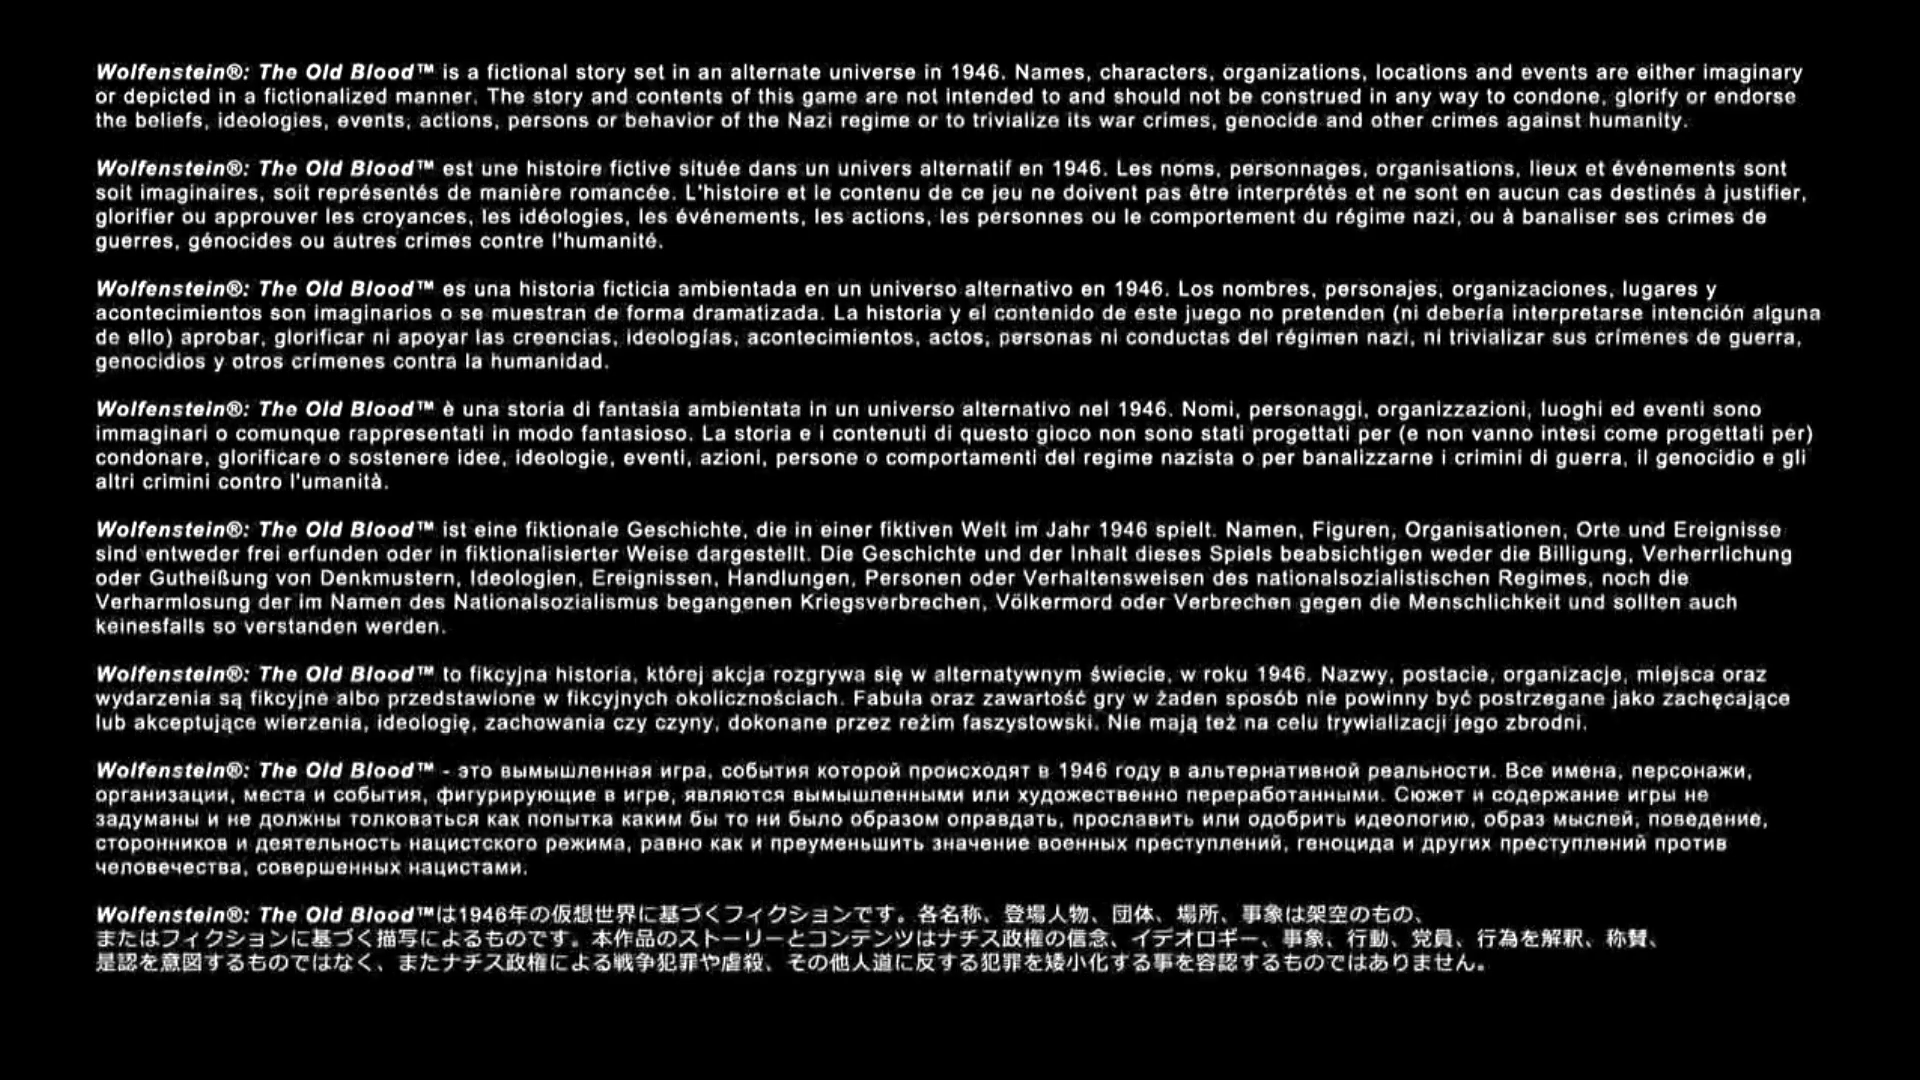 Wolfenstein®: The Old Blood™ is a fictional story set in an alternate universe in 1946. Names, characters, organizations, locations and events are either imaginary
or depicted in a fictionalized manner. The story and contents of this game are not intended to and should not be construed in any way to condone, glorify or endorse
the beliefs, ideologies, events, actions, persons or behavior of the Nazi regime or to trivialize its war crimes, genocide and other crimes against humanity.
Wolfenstein®: The Old Blood™ est une histoire fictive située dans un univers alternatif en 1946. Les noms, personnages, organisations, lieux et événements sont
soit imaginaires, soit représentés de manière romancée. L'histoire et le contenu de ce jeu ne doivent pas être interprétés et ne sont en aucun cas destinés à justifier,
glorifier ou approuver les croyances, les idéologies, les événements, les actions, les personnes ou le comportement du régime nazi, ou à banaliser ses crimes de
guerres, génocides ou autres crimes contre l'humanité.
Wolfenstein®: The Old Blood™ es una historia ficticia ambientada en un universo alternativo en 1946. Los nombres, personajes, organizaciones, lugares y
acontecimientos son imaginarios o se muestran de forma dramatizada. La historia y el contenido de este juego no pretenden (ni debería interpretarse intención alguna
de ello) aprobar, glorificar ni apoyar las creencias, ideologías, acontecimientos, actos, personas ni conductas del régimen nazi, ni trivializar sus crímenes de guerra,
genocidios y otros crímenes contra la humanidad.
Wolfenstein®: The Old Blood™ è una storia di fantasia ambientata in un universo alternativo nel 1946. Nomi, personaggi, organizzazioni, luoghi ed eventi sono
immaginari o comunque rappresentati in modo fantasioso. La storia e i contenuti di questo gioco non sono stati progettati per (e non vanno intesi come progettati per)
condonare, glorificare o sostenere idee, ideologie, eventi, azioni, persone o comportamenti del regime nazista o per banalizzarne i crimini di guerra, il genocidio e gli
altri crimini contro l'umanità.
Wolfenstein®: The Old Blood™ ist eine fiktionale Geschichte, die in einer fiktiven Welt im Jahr 1946 spielt. Namen, Figuren, Organisationen, Orte und Ereignisse
sind entweder frei erfunden oder in fiktionalisierter Weise dargestellt. Die Geschichte und der Inhalt dieses Spiels beabsichtigen weder die Billigung, Verherrlichung
oder Gutheißung von Denkmustern, Ideologien, Ereignissen, Handlungen, Personen oder Verhaltensweisen des nationalsozialistischen Regimes, noch die
Verharmlosung der im Namen des Nationalsozialismus begangenen Kriegsverbrechen, Völkermord oder Verbrechen gegen die Menschlichkeit und sollten auch
keinesfalls so verstanden werden.
Wolfenstein®: The Old Blood™ to fikcyjna historia, której akcja rozgrywa się w alternatywnym świecie, w roku 1946. Nazwy, postacie, organizacje, miejsca oraz
wydarzenia są fikcyjne albo przedstawione w fikcyjnych okolicznościach. Fabuła oraz zawartość gry w żaden sposób nie powinny być postrzegane jako zachęcające
lub akceptujące wierzenia, ideologię, zachowania czy czyny, dokonane przez reżim faszystowski. Nie mają też na celu trywializacji jego zbrodni.
Wolfenstein®: The Old Blood™ - это вымышленная игра, события которой происходят в 1946 году в альтернативной реальности. Все имена, персонажи,
организации, места и события, фигурирующие в игре, являются вымышленными или художественно переработанными. Сюжет и содержание игры не
задуманы и не должны толковаться как попытка каким бы то ни было образом оправдать, прославить или одобрить идеологию, образ мыслей, поведение,
сторонников и деятельность нацистского режима, равно как и преуменьшить значение военных преступлений, геноцида и других преступлений против
человечества, совершенных нацистами.
Wolfenstein®: The Old Blood™は1946年の仮想世界に基づくフィクションです。各名称、登場人物、団体、場所、事象は架空のもの、
またはフィクションに基づく描写によるものです。本作品のストーリーとコンテンツはナチス政権の信念、イデオロギー、事象、行動、党員、行為を解釈、称賛、
是認を意図するものではなく、またナチス政権による戦争犯罪や虐殺、その他人道に反する犯罪を矮小化する事を容認するものではありません。